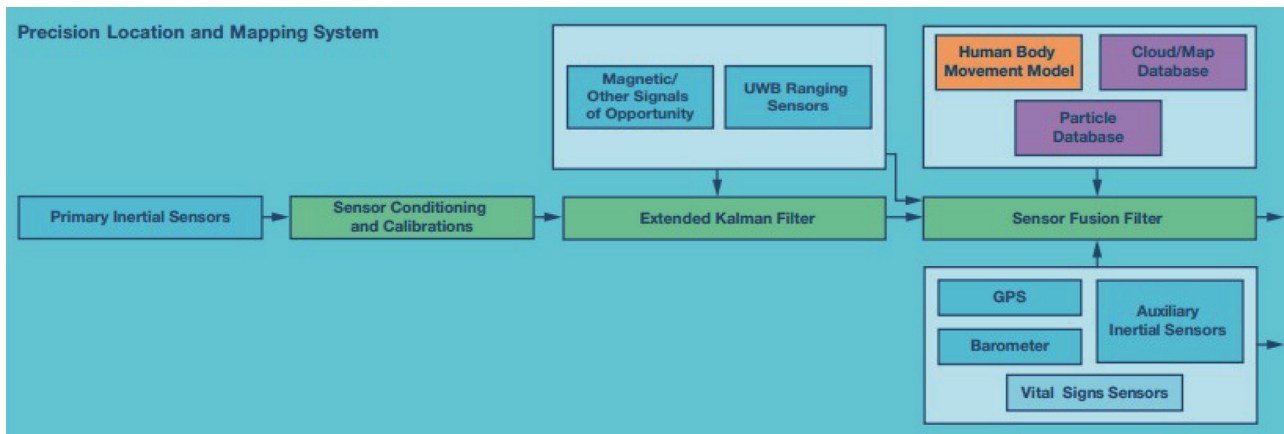 Precision Location and Mapping System
Magnetic/
Other Signals
of Opportunity
UWB Ranging
Sensors
Human Body
Movement Model
Cloud/Map
Database
Particle
Database
Primary Inertial Sensors
Sensor Conditioning
and Calibrations
Extended Kalman Filter
Sensor Fusion Filter
GPS
Barometer
Auxiliary
Inertial Sensors
Vital Signs Sensors